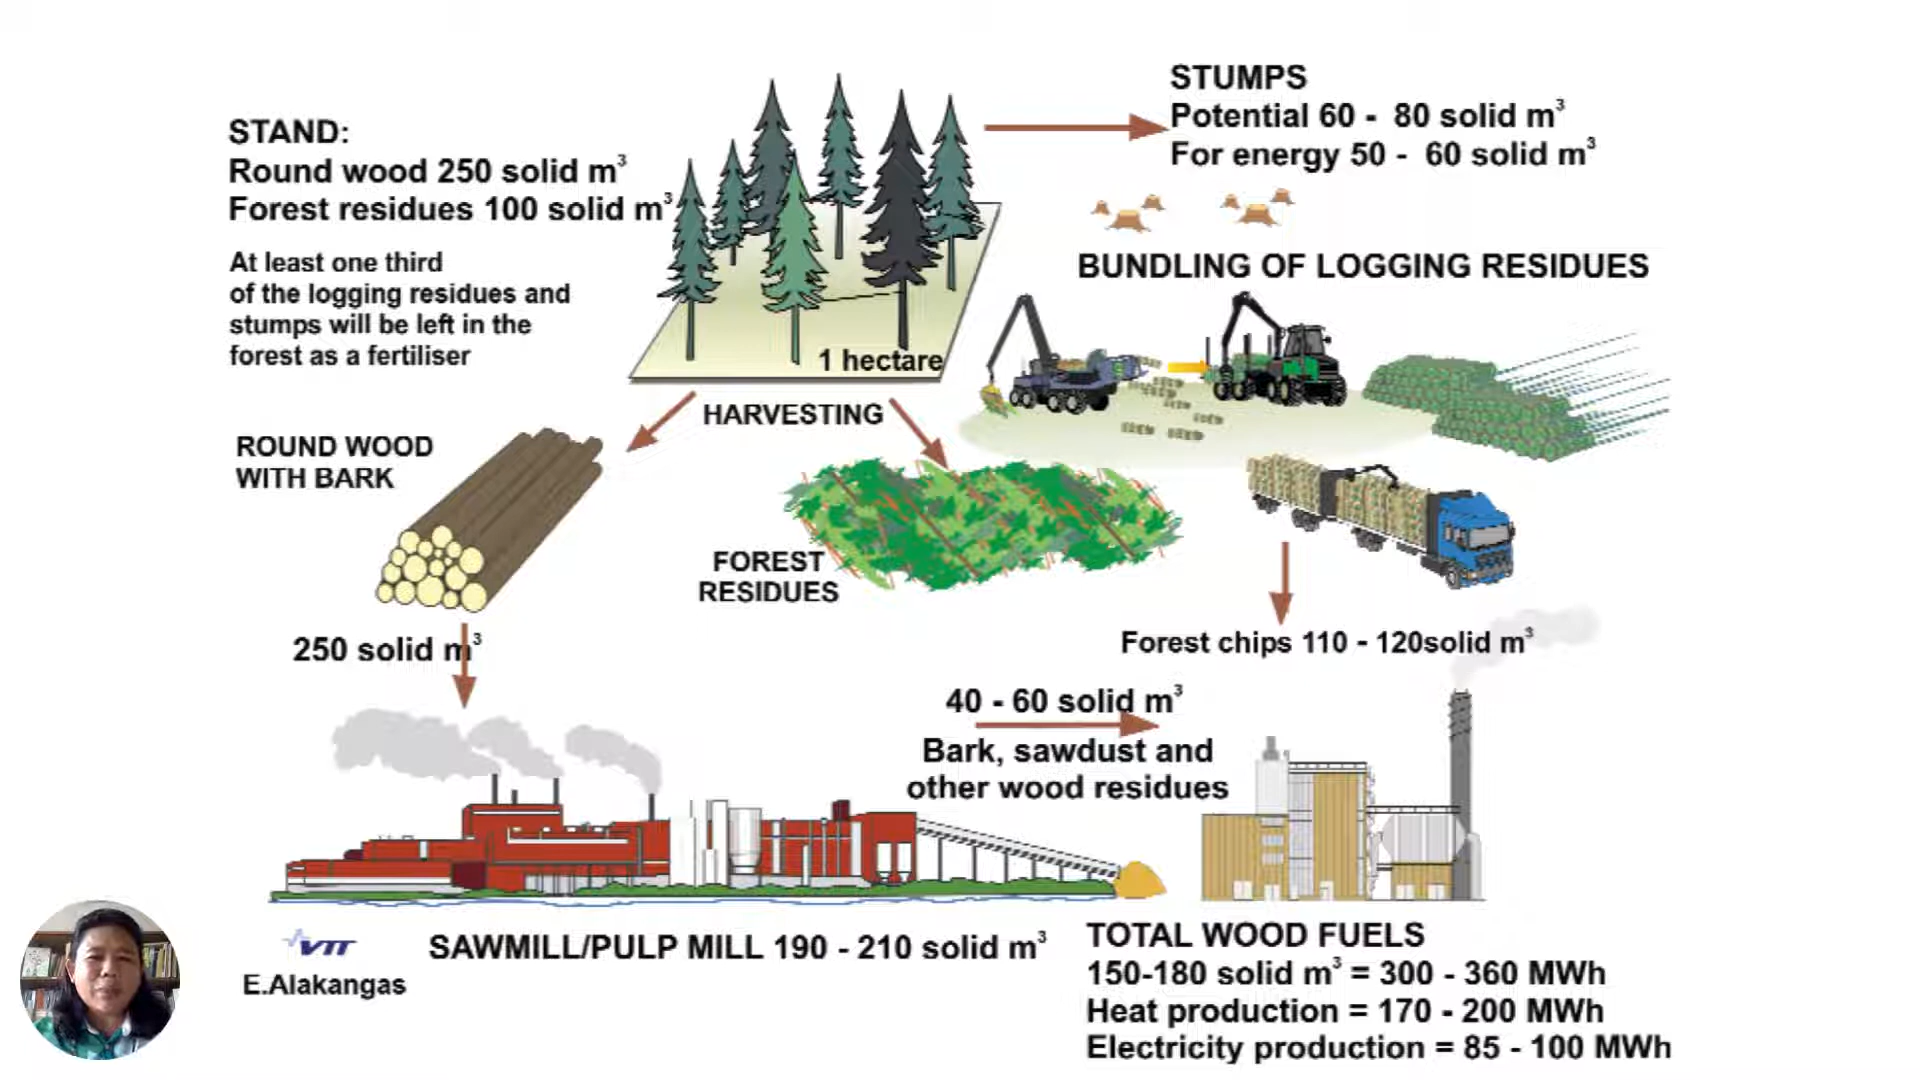 STAND:
Round wood 250 solid m³
Forest residues 100 solid m³
At least one third
of the logging residues and
stumps will be left in the
forest as a fertiliser
1 hectare
STUMPS
Potential 60 - 80 solid m³
For energy 50 - 60 solid m³
BUNDLING OF LOGGING RESIDUES
HARVESTING
ROUND WOOD
WITH BARK
FOREST
RESIDUES
250 solid m³
Forest chips 110 - 120solid m³
40 - 60 solid m³
Bark, sawdust and
other wood residues
VTT
E.Alakangas
SAWMILL/PULP MILL 190 - 210 solid m³
TOTAL WOOD FUELS
150-180 solid m³ = 300 - 360 MWh
Heat production = 170 - 200 MWh
Electricity production = 85 - 100 MWh